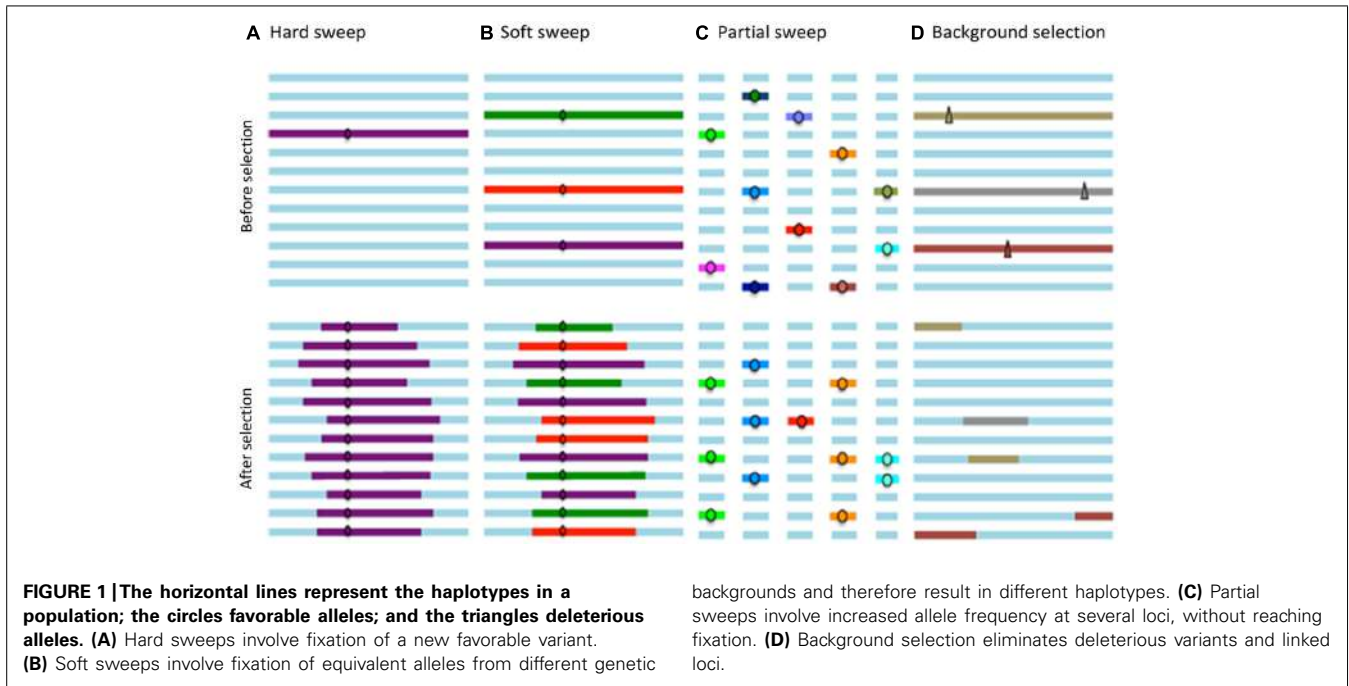 A Hard sweep
B Soft sweep
C Partial sweep
D Background selection
Before selection
After selection
FIGURE 1 | The horizontal lines represent the haplotypes in a
population; the circles favorable alleles; and the triangles deleterious
alleles. (A) Hard sweeps involve fixation of a new favorable variant.
(B) Soft sweeps involve fixation of equivalent alleles from different genetic
backgrounds and therefore result in different haplotypes. (C) Partial
sweeps involve increased allele frequency at several loci, without reaching
fixation. (D) Background selection eliminates deleterious variants and linked
loci.